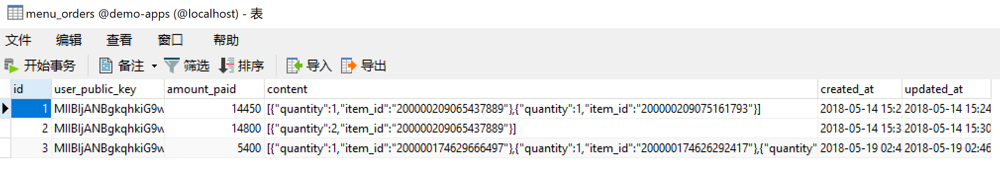 menu_orders @demo-apps (@localhost) - 表
文件 编辑 查看 窗口 帮助
开始事务 备注 筛选 排序 导入 导出
id user_public_key amount_paid content created_at updated_at
1 MIIBIjANBgkqhkiG9w 14450 [{"quantity":1,"item_id":"200000209065437889"},{"quantity":1,"item_id":"200000209075161793"}] 2018-05-14 15:2 2018-05-14 15:24
2 MIIBIjANBgkqhkiG9w 14800 [{"quantity":2,"item_id":"200000209065437889"}] 2018-05-14 15:3 2018-05-14 15:30
3 MIIBIjANBgkqhkiG9w 5400 [{"quantity":1,"item_id":"200000174629666497"},{"quantity":1,"item_id":"200000174626292417"},{"quantity" 2018-05-19 02:4 2018-05-19 02:46